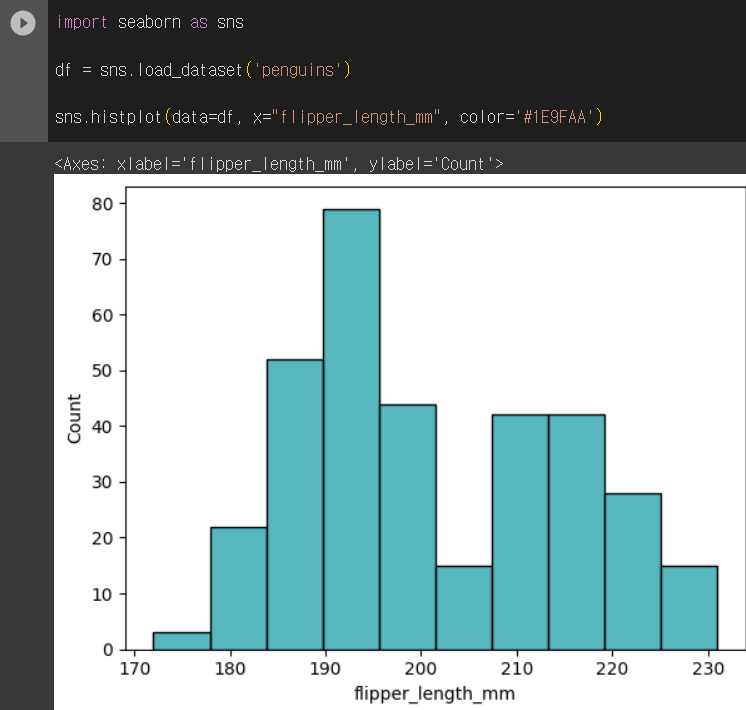 import seaborn as sns
df = sns.load_dataset('penguins')
sns.histplot(data=df, x="flipper_length_mm", color='#1E9FAA')
<Axes: xlabel='flipper_length_mm', ylabel='Count'>
80
70
60
50
40
30
20
10
0
Count
170 180 190 200 210 220 230
flipper_length_mm